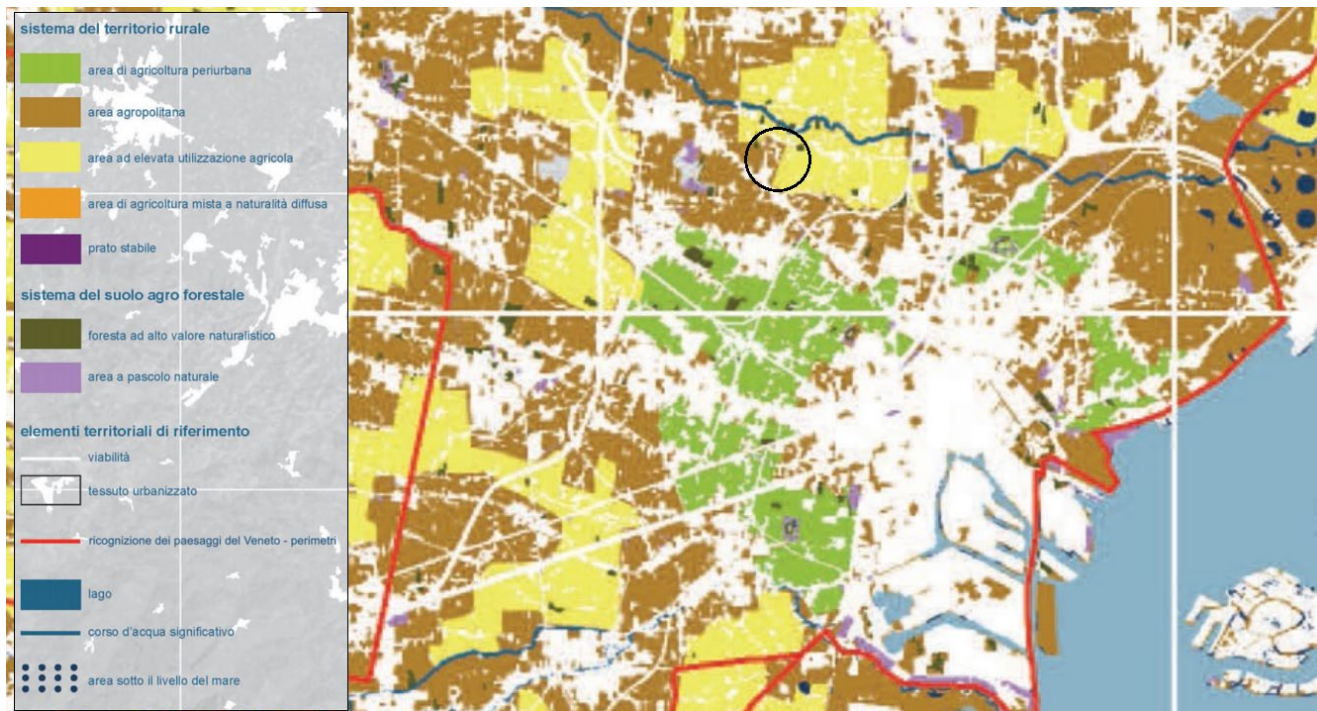 sistema del territorio rurale
area di agricoltura periurbana
area agropolitana
area ad elevata utilizzazione agricola
area di agricoltura mista a naturalità diffusa
prato stabile
sistema del suolo agro forestale
foresta ad alto valore naturalistico
area a pascolo naturale
elementi territoriali di riferimento
viabilità
tessuto urbanizzato
ricognizione dei paesaggi del Veneto - perimetri
lago
corso d'acqua significativo
area sotto il livello del mare